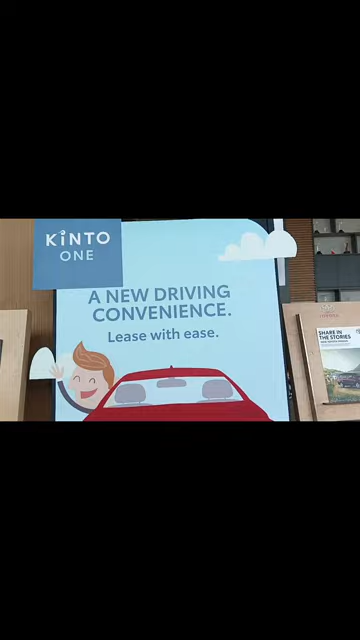 KiNTO
ONE
A NEW DRIVING
CONVENIENCE.
Lease with ease.
SHARE IN
THE STORIES